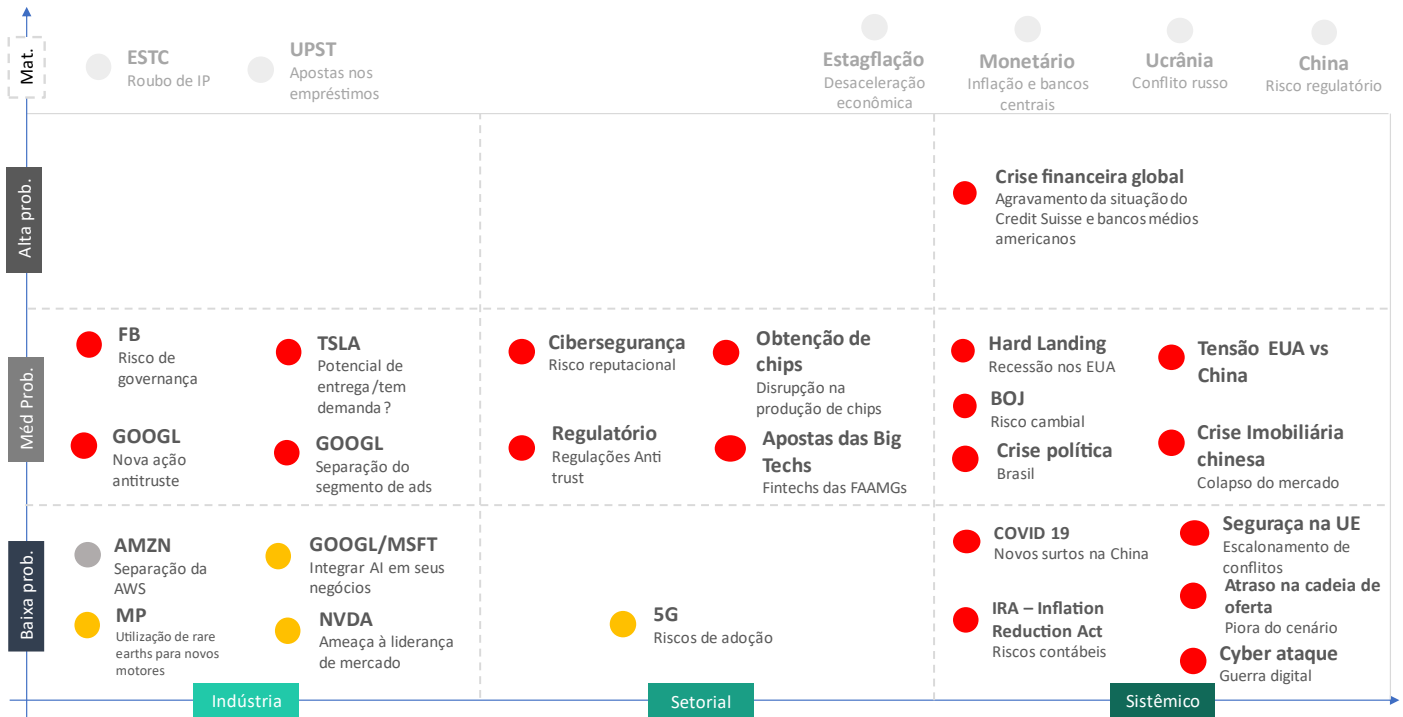 Mat.
ESTC
Roubo de IP
UPST
Apostas nos
empréstimos
Estagflação
Desaceleração
econômica
Monetário
Inflação e bancos
centrais
Ucrânia
Conflito russo
China
Risco regulatório
Alta prob.
Crise financeira global
Agravamento da situação do
Credit Suisse e bancos médios
americanos
Méd Prob.
FB
Risco de
governança
TSLA
Potencial de
entrega/tem
demanda?
GOOGL
Nova ação
antitruste
GOOGL
Separação do
segmento de ads
Cibersegurança
Risco reputacional
Obtenção de
chips
Disrupção na
produção de chips
Regulatório
Regulações Anti
trust
Apostas das Big
Techs
Fintechs das FAAMGs
Hard Landing
Recessão nos EUA
BOJ
Risco cambial
Crise política
Brasil
Tensão EUA vs
China
Crise Imobiliária
chinesa
Colapso do mercado
Baixa prob.
AMZN
Separação da
AWS
GOOGL/MSFT
Integrar AI em seus
negócios
MP
Utilização de rare
earths para novos
motores
NVDA
Ameaça à liderança
de mercado
5G
Riscos de adoção
COVID 19
Novos surtos na China
IRA – Inflation
Reduction Act
Riscos contábeis
Seguraça na UE
Escalonamento de
conflitos
Atraso na cadeia de
oferta
Piora do cenário
Cyber ataque
Guerra digital
Indústria
Setorial
Sistêmico